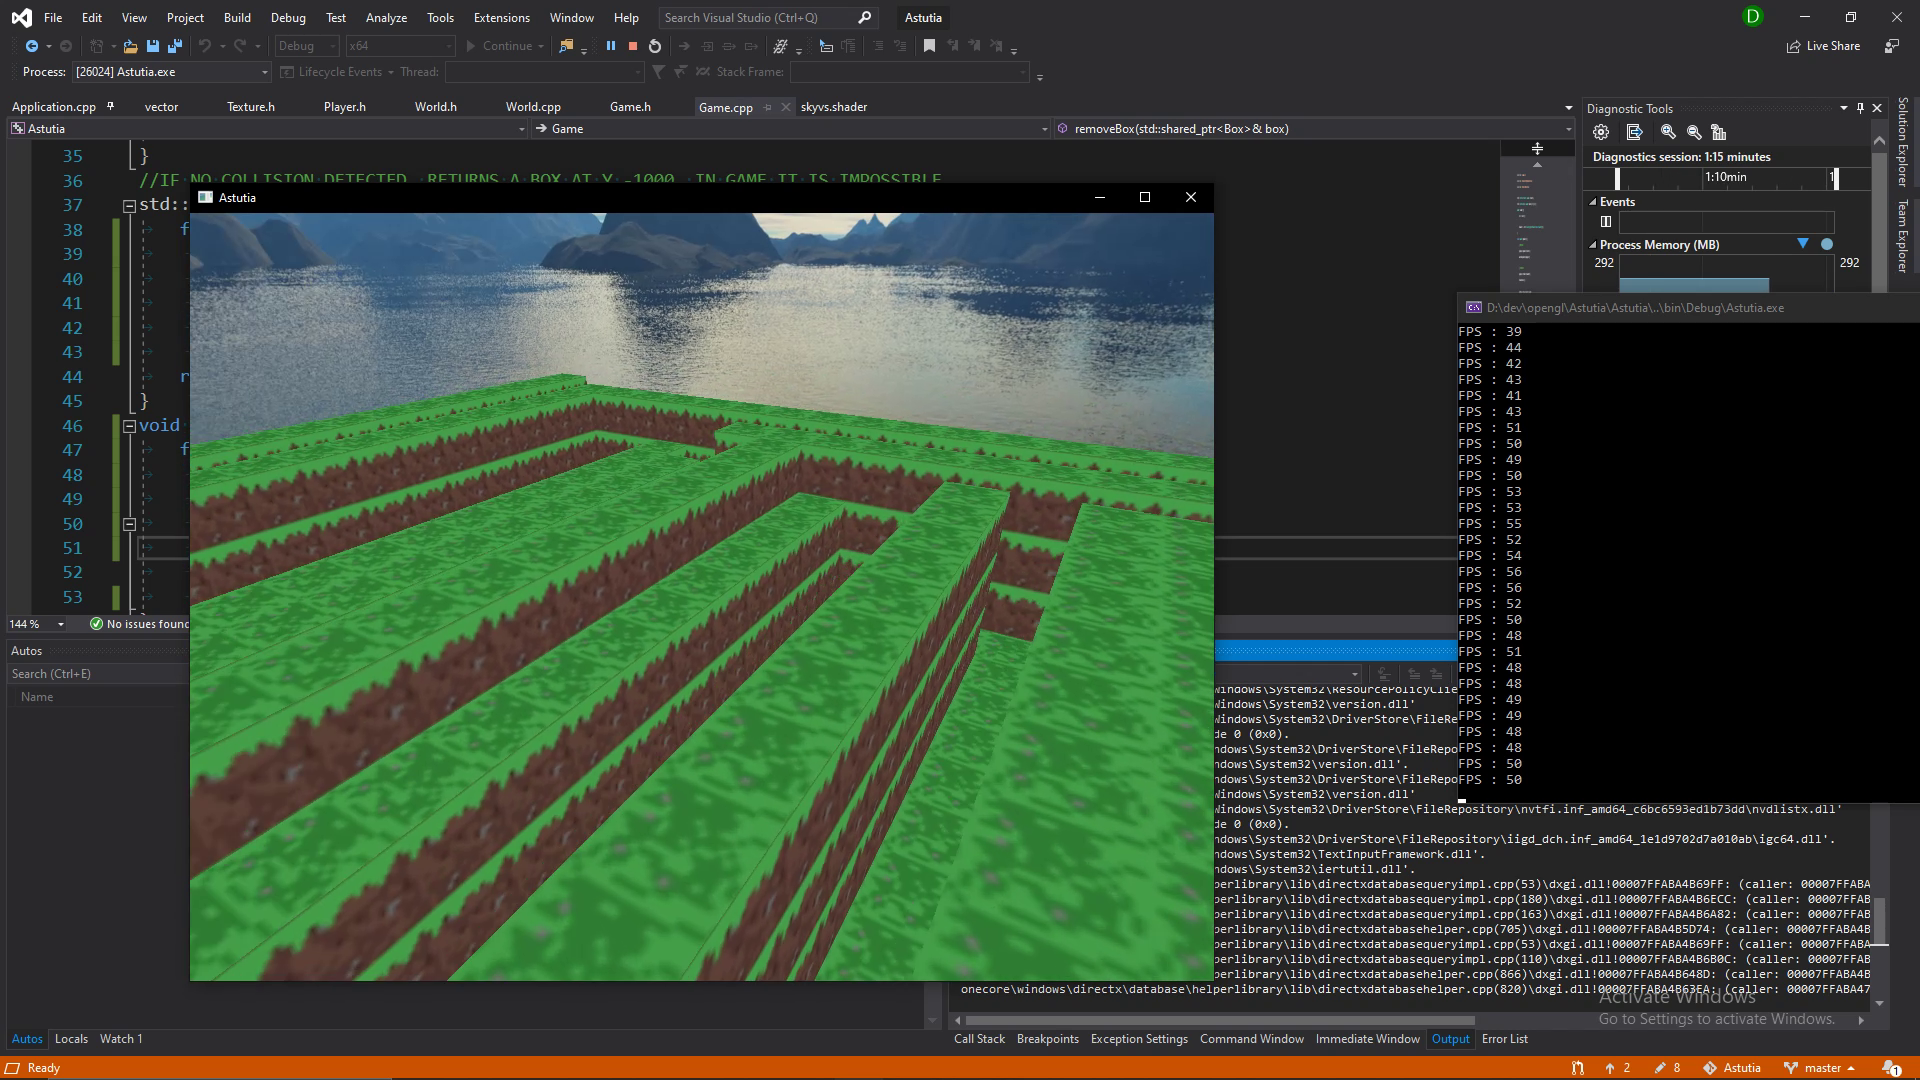 File Edit View Project Build Debug Test Analyze Tools Extensions Window Help Search Visual Studio (Ctrl+Q) Astutia D
Debug x64 Continue Live Share
Process: [26024] Astutia.exe Lifecycle Events Thread: Stack Frame:
Application.cpp vector Texture.h Player.h World.h World.cpp Game.h Game.cpp skyvs.shader
Astutia Game removeBox(std::shared_ptr<Box>& box)
35 }
36 //IF NO COLLISION DETECTED, RETURNS A BOX AT Y -1000, IN GAME IT IS IMPOSSIBLE
37 std::
38 f
39
40
41
42
43
44 r
45 }
46 void
47 f
48
49
50
51
52
53
144 % No issues found
Astutia
Diagnostic Tools
Diagnostics session: 1:15 minutes
1:10min 1
Events
Process Memory (MB)
292 292
Solution Explorer
Team Explorer
D:\dev\opengl\Astutia\Astutia\..\bin\Debug\Astutia.exe
FPS : 39
FPS : 44
FPS : 42
FPS : 43
FPS : 41
FPS : 43
FPS : 51
FPS : 50
FPS : 49
FPS : 50
FPS : 53
FPS : 53
FPS : 55
FPS : 52
FPS : 54
FPS : 56
FPS : 56
FPS : 52
FPS : 50
FPS : 48
FPS : 51
FPS : 48
FPS : 48
FPS : 49
FPS : 49
FPS : 48
FPS : 48
FPS : 50
FPS : 50
Autos
Search (Ctrl+E)
Name
indows\System32\ResourcePolicyClie
indows\System32\version.dll'
indows\System32\DriverStore\FileRe
de 0 (0x0).
ndows\System32\DriverStore\FileRepo
ndows\System32\version.dll'.
ndows\System32\DriverStore\FileRepo
ndows\System32\version.dll'
indows\System32\DriverStore\FileRepository\nvtfi.inf_amd64_c6bc6593ed1b73dd\nvdlistx.dll'
de 0 (0x0).
ndows\System32\DriverStore\FileRepository\iigd_dch.inf_amd64_1e1d9702d7a010ab\igc64.dll'.
ndows\System32\TextInputFramework.dll'.
ndows\System32\iertutil.dll'.
perlibrary\lib\directxdatabasequeryimpl.cpp(53)\dxgi.dll!00007FFABA4B69FF: (caller: 00007FFABA
perlibrary\lib\directxdatabasequeryimpl.cpp(180)\dxgi.dll!00007FFABA4B6ECC: (caller: 00007FFAB
perlibrary\lib\directxdatabasequeryimpl.cpp(163)\dxgi.dll!00007FFABA4B6A82: (caller: 00007FFAB
perlibrary\lib\directxdatabasehelper.cpp(705)\dxgi.dll!00007FFABA4B5D74: (caller: 00007FFABA4B
perlibrary\lib\directxdatabasequeryimpl.cpp(53)\dxgi.dll!00007FFABA4B69FF: (caller: 00007FFABA
perlibrary\lib\directxdatabasequeryimpl.cpp(110)\dxgi.dll!00007FFABA4B6B0C: (caller: 00007FFAB
perlibrary\lib\directxdatabasehelper.cpp(866)\dxgi.dll!00007FFABA4B648D: (caller: 00007FFABA4B
onecore\windows\directx\database\helperlibrary\lib\directxdatabasehelper.cpp(820)\dxgi.dll!00007FFABA4B63EA: (caller: 00007FFABA47
Activate Windows
Go to Settings to activate Windows.
Autos Locals Watch 1 Call Stack Breakpoints Exception Settings Command Window Immediate Window Output Error List
Ready 2 8 Astutia master 1